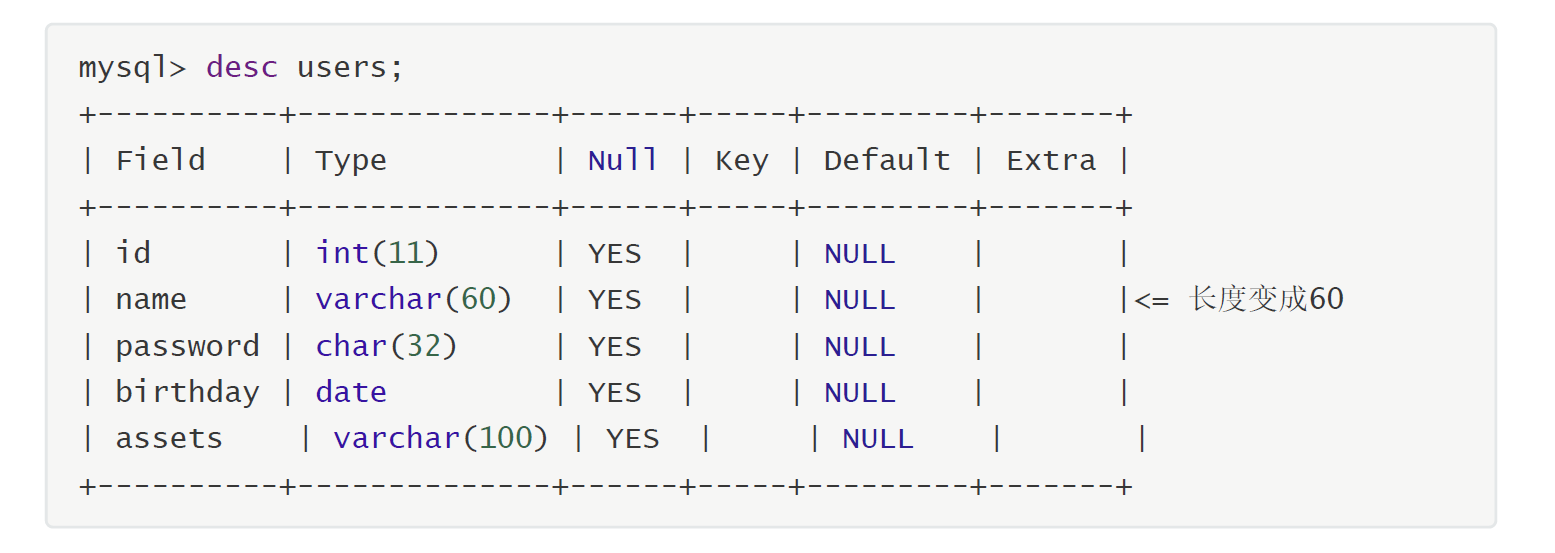 mysql> desc users;
+----------+--------------+------+-----+---------+-------+
| Field    | Type         | Null | Key | Default | Extra |
+----------+--------------+------+-----+---------+-------+
| id       | int(11)      | YES  |     | NULL    |       |
| name     | varchar(60)  | YES  |     | NULL    |       |<= 长度变成60
| password | char(32)     | YES  |     | NULL    |       |
| birthday | date         | YES  |     | NULL    |       |
| assets    | varchar(100) | YES  |     | NULL    |       |
+----------+--------------+------+-----+---------+-------+